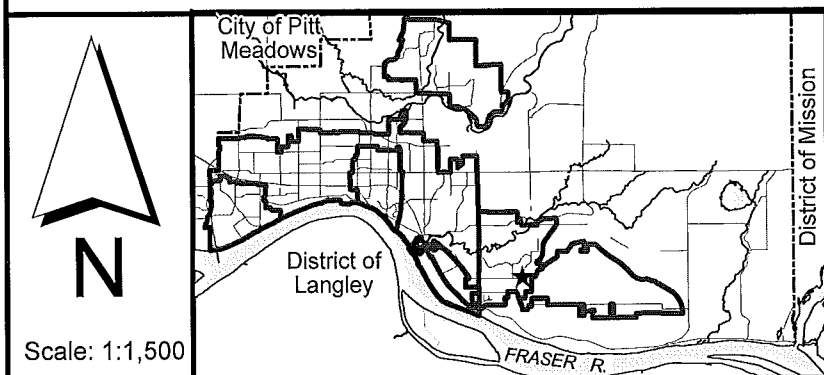 City of Pitt
Meadows
District of Mission
District of
Langley
N
Scale: 1:1,500
FRASER R.